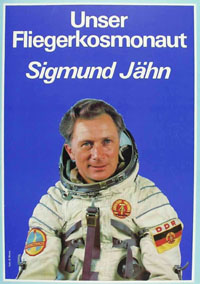 Unser
Fliegerkosmonaut
Sigmund Jähn
DDR